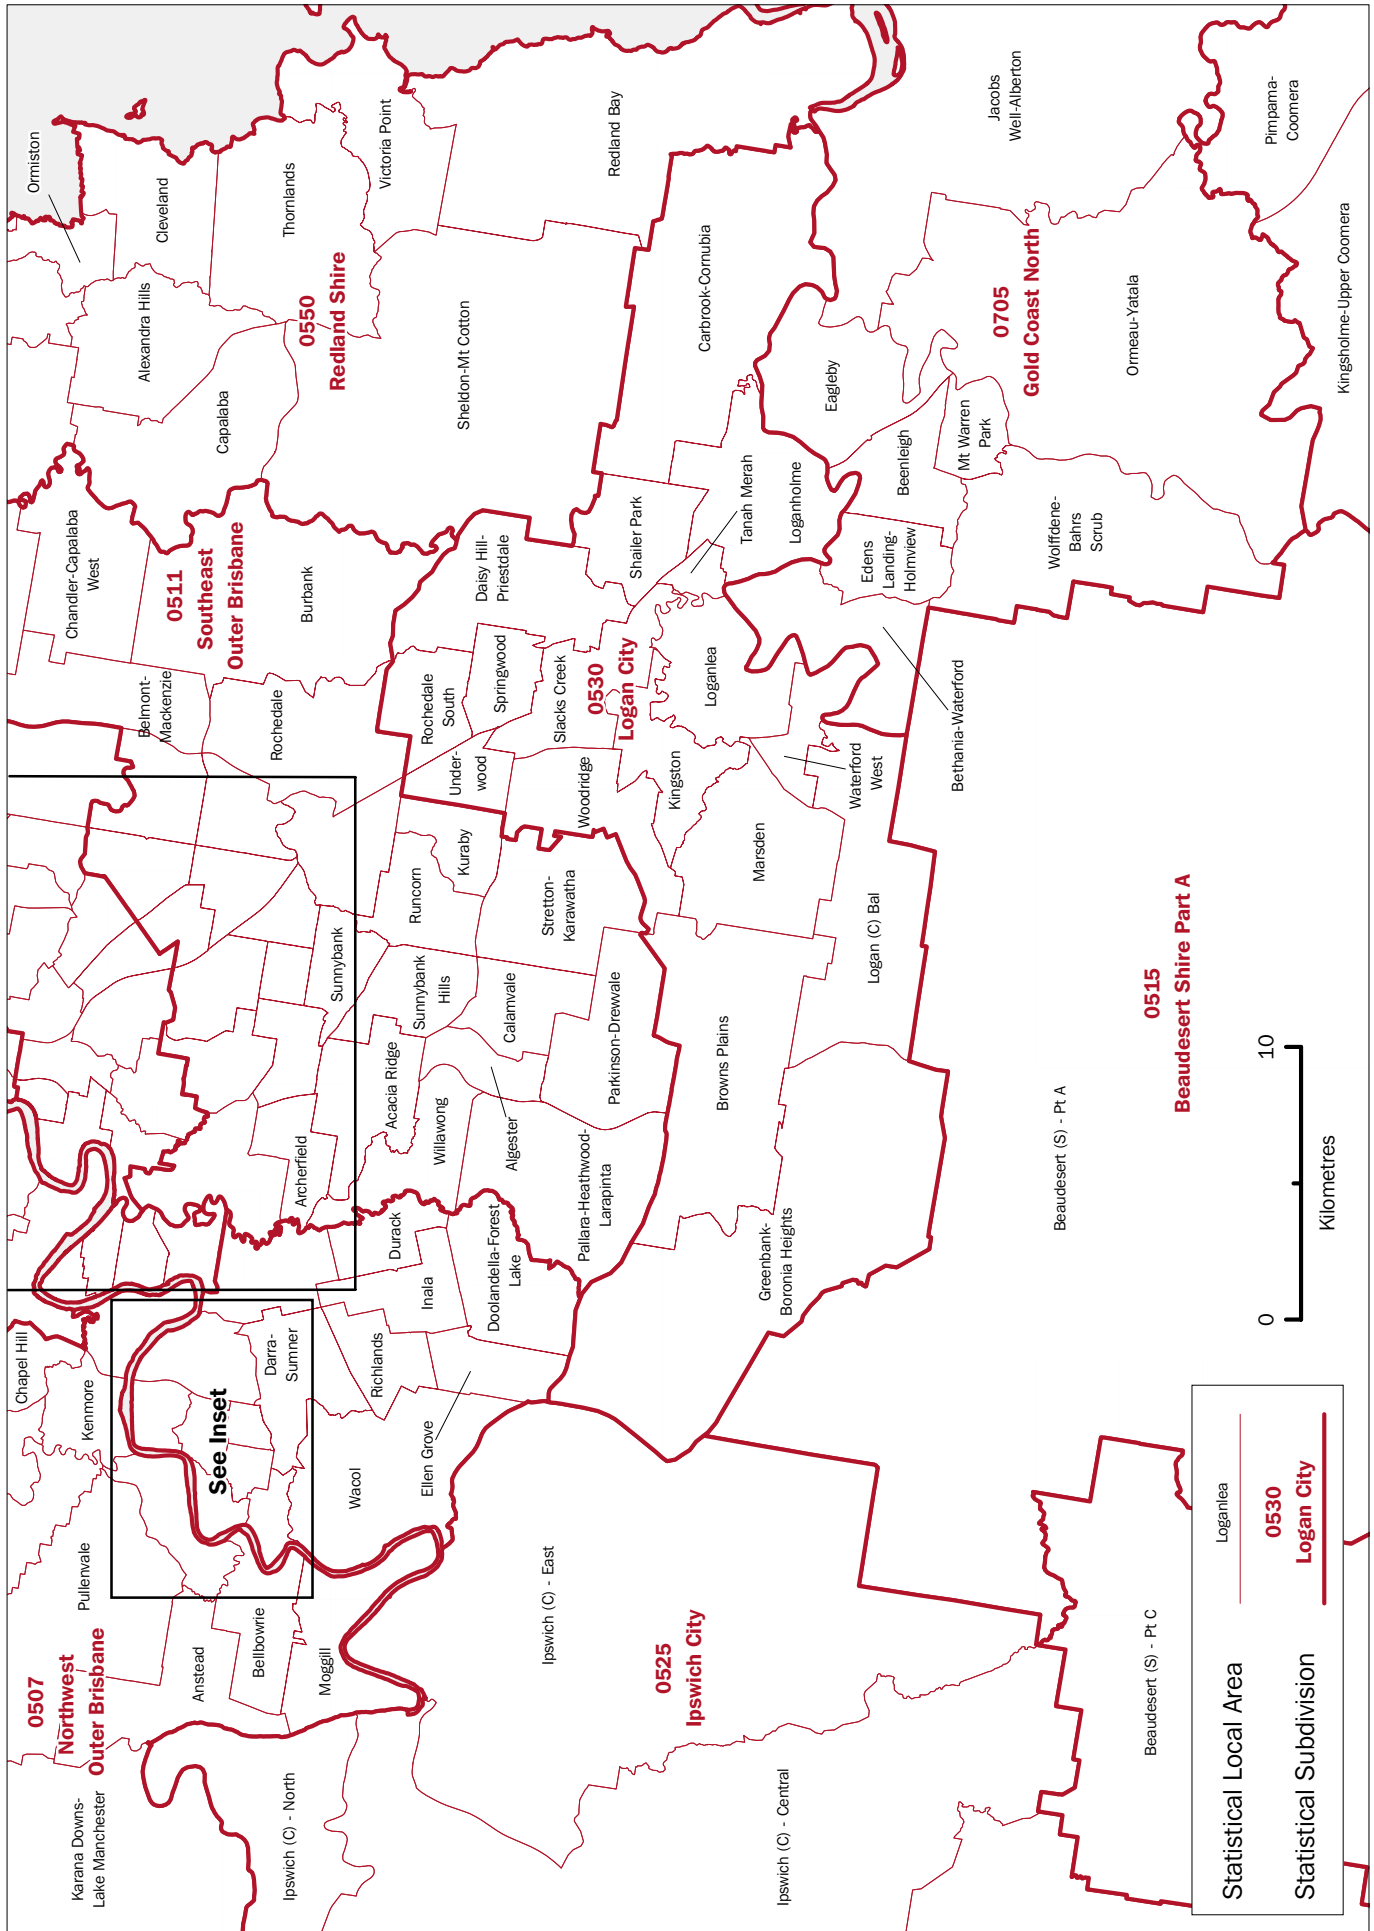 0507
Northwest
Outer Brisbane
Karana Downs-
Lake Manchester
Pullenvale
Chapel Hill
Kenmore
Anstead
Bellbowrie
Moggill
See Inset
Darra-
Sumner
Wacol
Richlands
Ellen Grove
Inala
Durack
Doolandella-Forest
Lake
Archerfield
Acacia Ridge
Willawong
Algester
Pallara-Heathwood-
Larapinta
Sunnybank
Sunnybank
Hills
Calamvale
Parkinson-Drewvale
Runcorn
Kuraby
Stretton-
Karawatha
Belmont-
Mackenzie
Rochedale
Chandler-Capalaba
West
0511
Southeast
Outer Brisbane
Burbank
Ormiston
Cleveland
Alexandra Hills
Capalaba
Thornlands
0550
Redland Shire
Victoria Point
Sheldon-Mt Cotton
Redland Bay
Rochedale
South
Under-
wood
Springwood
Daisy Hill-
Priestdale
Slacks Creek
Woodridge
0530
Logan City
Shailer Park
Kingston
Loganlea
Tanah Merah
Loganholme
Carbrook-Cornubia
Marsden
Waterford
West
Browns Plains
Logan (C) Bal
Greenbank-
Boronia Heights
Bethania-Waterford
Edens
Landing-
Holmview
Beenleigh
Eagleby
Mt Warren
Park
0705
Gold Coast North
Wolffdene-
Bahrs
Scrub
Ormeau-Yatala
Jacobs
Well-Alberton
Pimpama-
Coomera
Kingsholme-Upper Coomera
Ipswich (C) - North
Ipswich (C) - East
0525
Ipswich City
Ipswich (C) - Central
Beaudesert (S) - Pt A
0515
Beaudesert Shire Part A
Beaudesert (S) - Pt C
0
10
Kilometres
Statistical Local Area
Loganlea
Statistical Subdivision
0530
Logan City